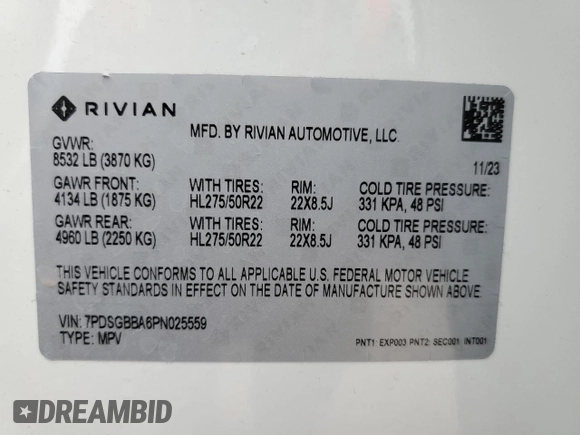 RIVIAN
MFD. BY RIVIAN AUTOMOTIVE, LLC
11/23
GVWR:
8532 LB (3870 KG)
GAWR FRONT: WITH TIRES: RIM: COLD TIRE PRESSURE:
4134 LB (1875 KG) HL275/50R22 22X8.5J 331 KPA, 48 PSI
GAWR REAR: WITH TIRES: RIM: COLD TIRE PRESSURE:
4960 LB (2250 KG) HL275/50R22 22X8.5J 331 KPA, 48 PSI
THIS VEHICLE CONFORMS TO ALL APPLICABLE U.S. FEDERAL MOTOR VEHICLE
SAFETY STANDARDS IN EFFECT ON THE DATE OF MANUFACTURE SHOWN ABOVE.
VIN: 7PDSGBBA6PN025559
TYPE: MPV
PNT1: EXP003 PNT2: SEC001 INT001
DREAMBID